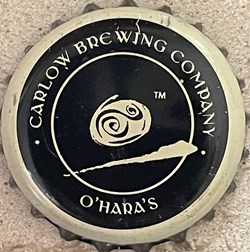 · CARLOW BREWING COMPANY ·
TM
O'HARA'S